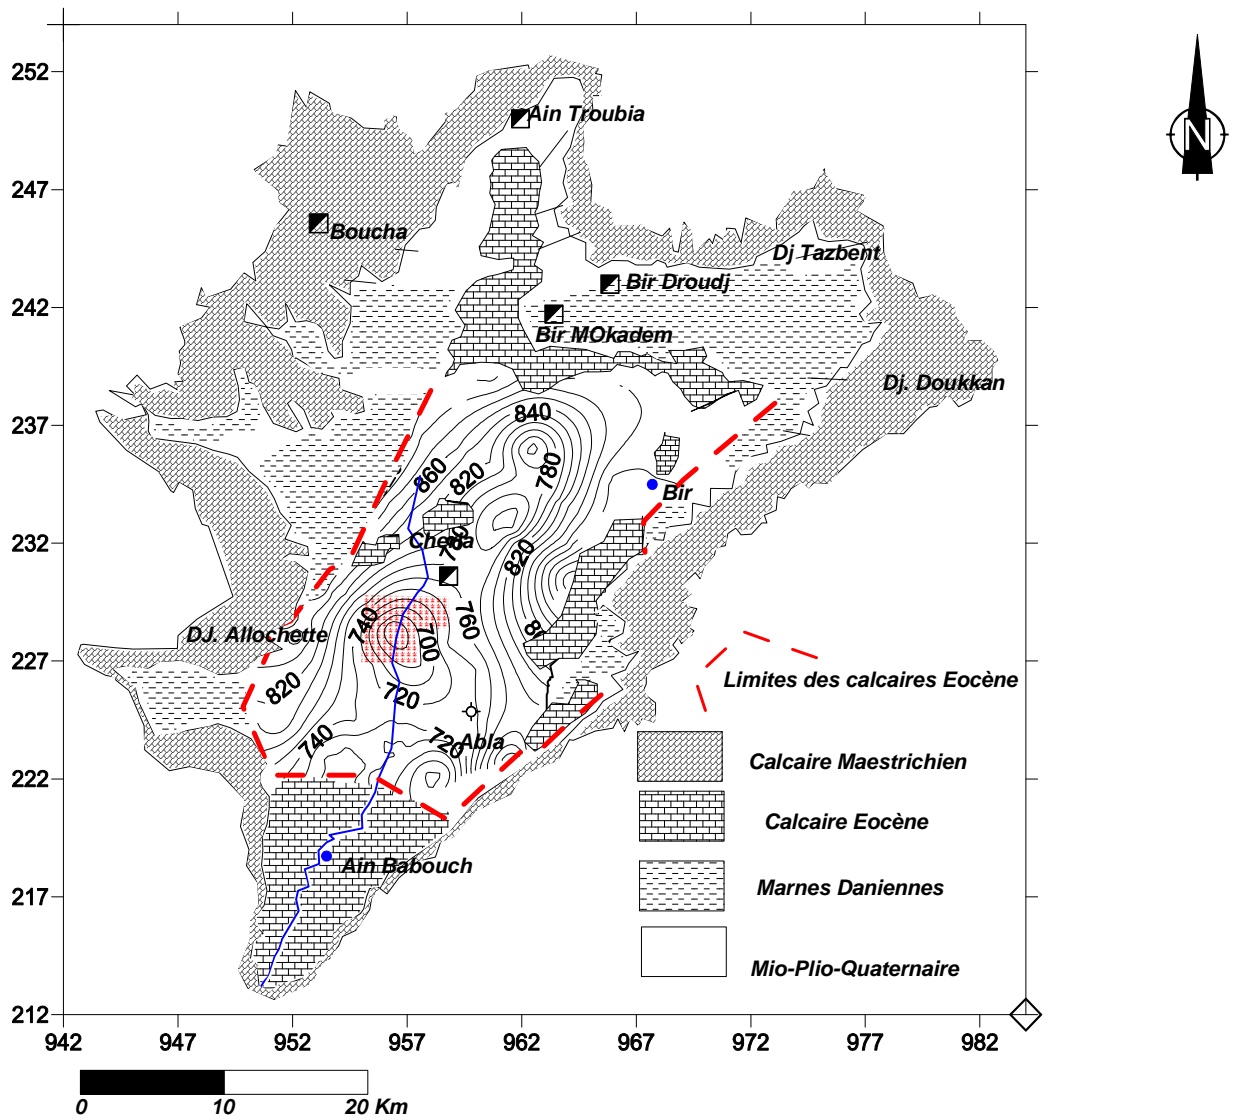 252
247
242
237
232
227
222
217
212
942
947
952
957
962
967
972
977
982
N
Ain Troubia
Boucha
Dj Tazbent
Bir Droudj
Bir MOkadem
Dj. Doukkan
840
860
820
780
Bir
Cheria
820
740
760
700
DJ. Allochette
820
720
740
720
Abla
Ain Babouch
Limites des calcaires Eocène
Calcaire Maestrichien
Calcaire Eocène
Marnes Daniennes
Mio-Plio-Quaternaire
0 10 20 Km